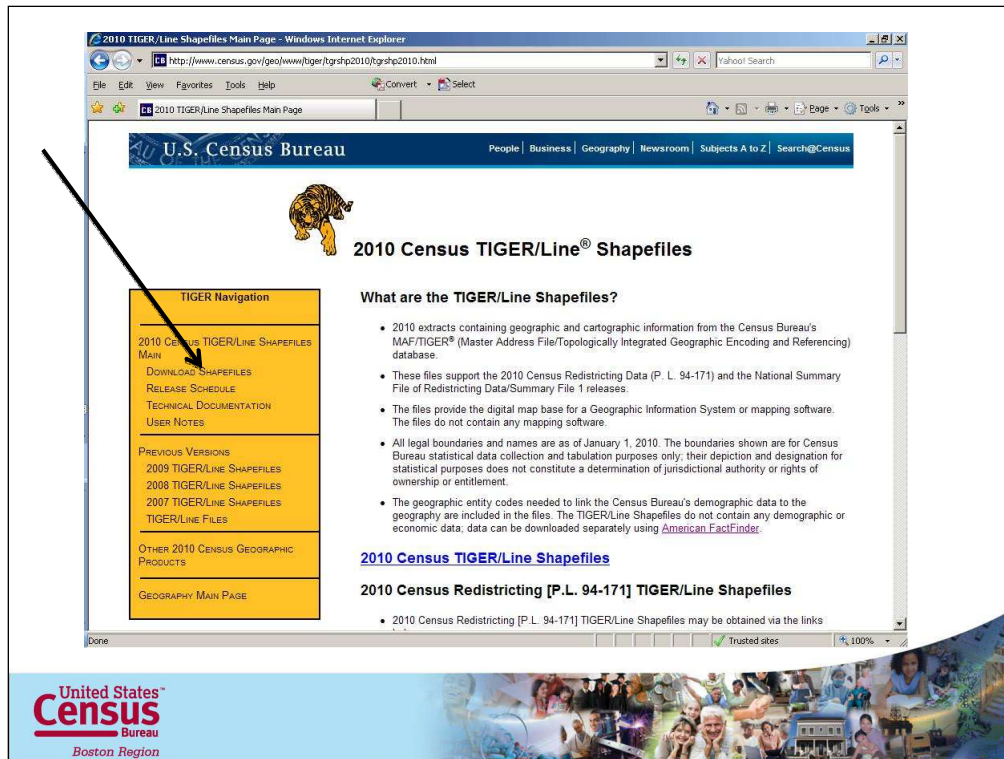 2010 TIGER/Line Shapefiles Main Page - Windows Internet Explorer
CB http://www.census.gov/geo/www/tiger/tgrshp2010/tgrshp2010.html
Yahoo! Search
File Edit View Favorites Tools Help
Convert Select
CB 2010 TIGER/Line Shapefiles Main Page
Page Tools »
U.S. Census Bureau
People | Business | Geography | Newsroom | Subjects A to Z | Search@Census
2010 Census TIGER/Line® Shapefiles
TIGER Navigation
2010 Census TIGER/Line Shapefiles
Main
Download Shapefiles
Release Schedule
Technical Documentation
User Notes
Previous Versions
2009 TIGER/Line Shapefiles
2008 TIGER/Line Shapefiles
2007 TIGER/Line Shapefiles
TIGER/Line Files
Other 2010 Census Geographic
Products
Geography Main Page
What are the TIGER/Line Shapefiles?
• 2010 extracts containing geographic and cartographic information from the Census Bureau's
MAF/TIGER® (Master Address File/Topologically Integrated Geographic Encoding and Referencing)
database.
• These files support the 2010 Census Redistricting Data (P. L. 94-171) and the National Summary
File of Redistricting Data/Summary File 1 releases.
• The files provide the digital map base for a Geographic Information System or mapping software.
The files do not contain any mapping software.
• All legal boundaries and names are as of January 1, 2010. The boundaries shown are for Census
Bureau statistical data collection and tabulation purposes only; their depiction and designation for
statistical purposes does not constitute a determination of jurisdictional authority or rights of
ownership or entitlement.
• The geographic entity codes needed to link the Census Bureau's demographic data to the
geography are included in the files. The TIGER/Line Shapefiles do not contain any demographic or
economic data; data can be downloaded separately using American FactFinder.
2010 Census TIGER/Line Shapefiles
2010 Census Redistricting [P.L. 94-171] TIGER/Line Shapefiles
• 2010 Census Redistricting [P.L. 94-171] TIGER/Line Shapefiles may be obtained via the links
Done
Trusted sites
100%
United States™
Census
Bureau
Boston Region